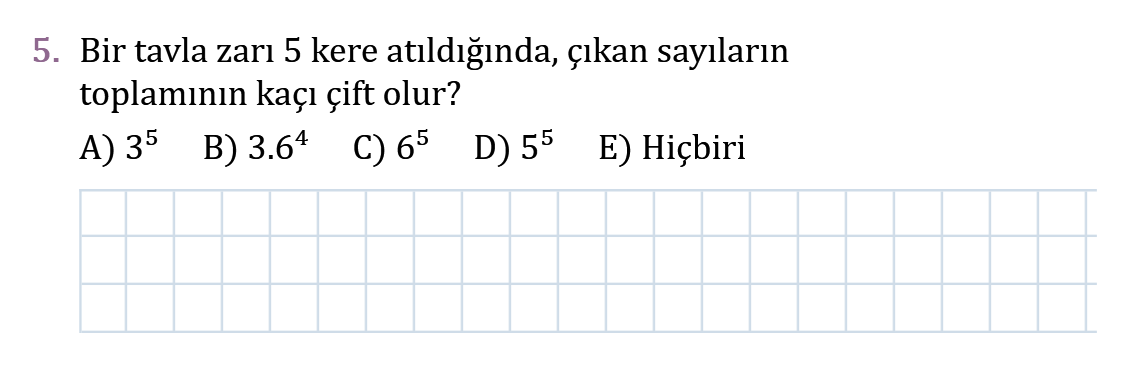 5. Bir tavla zarı 5 kere atıldığında, çıkan sayıların
toplamının kaçı çift olur?
A) 3⁵ B) 3.6⁴ C) 6⁵ D) 5⁵ E) Hiçbiri